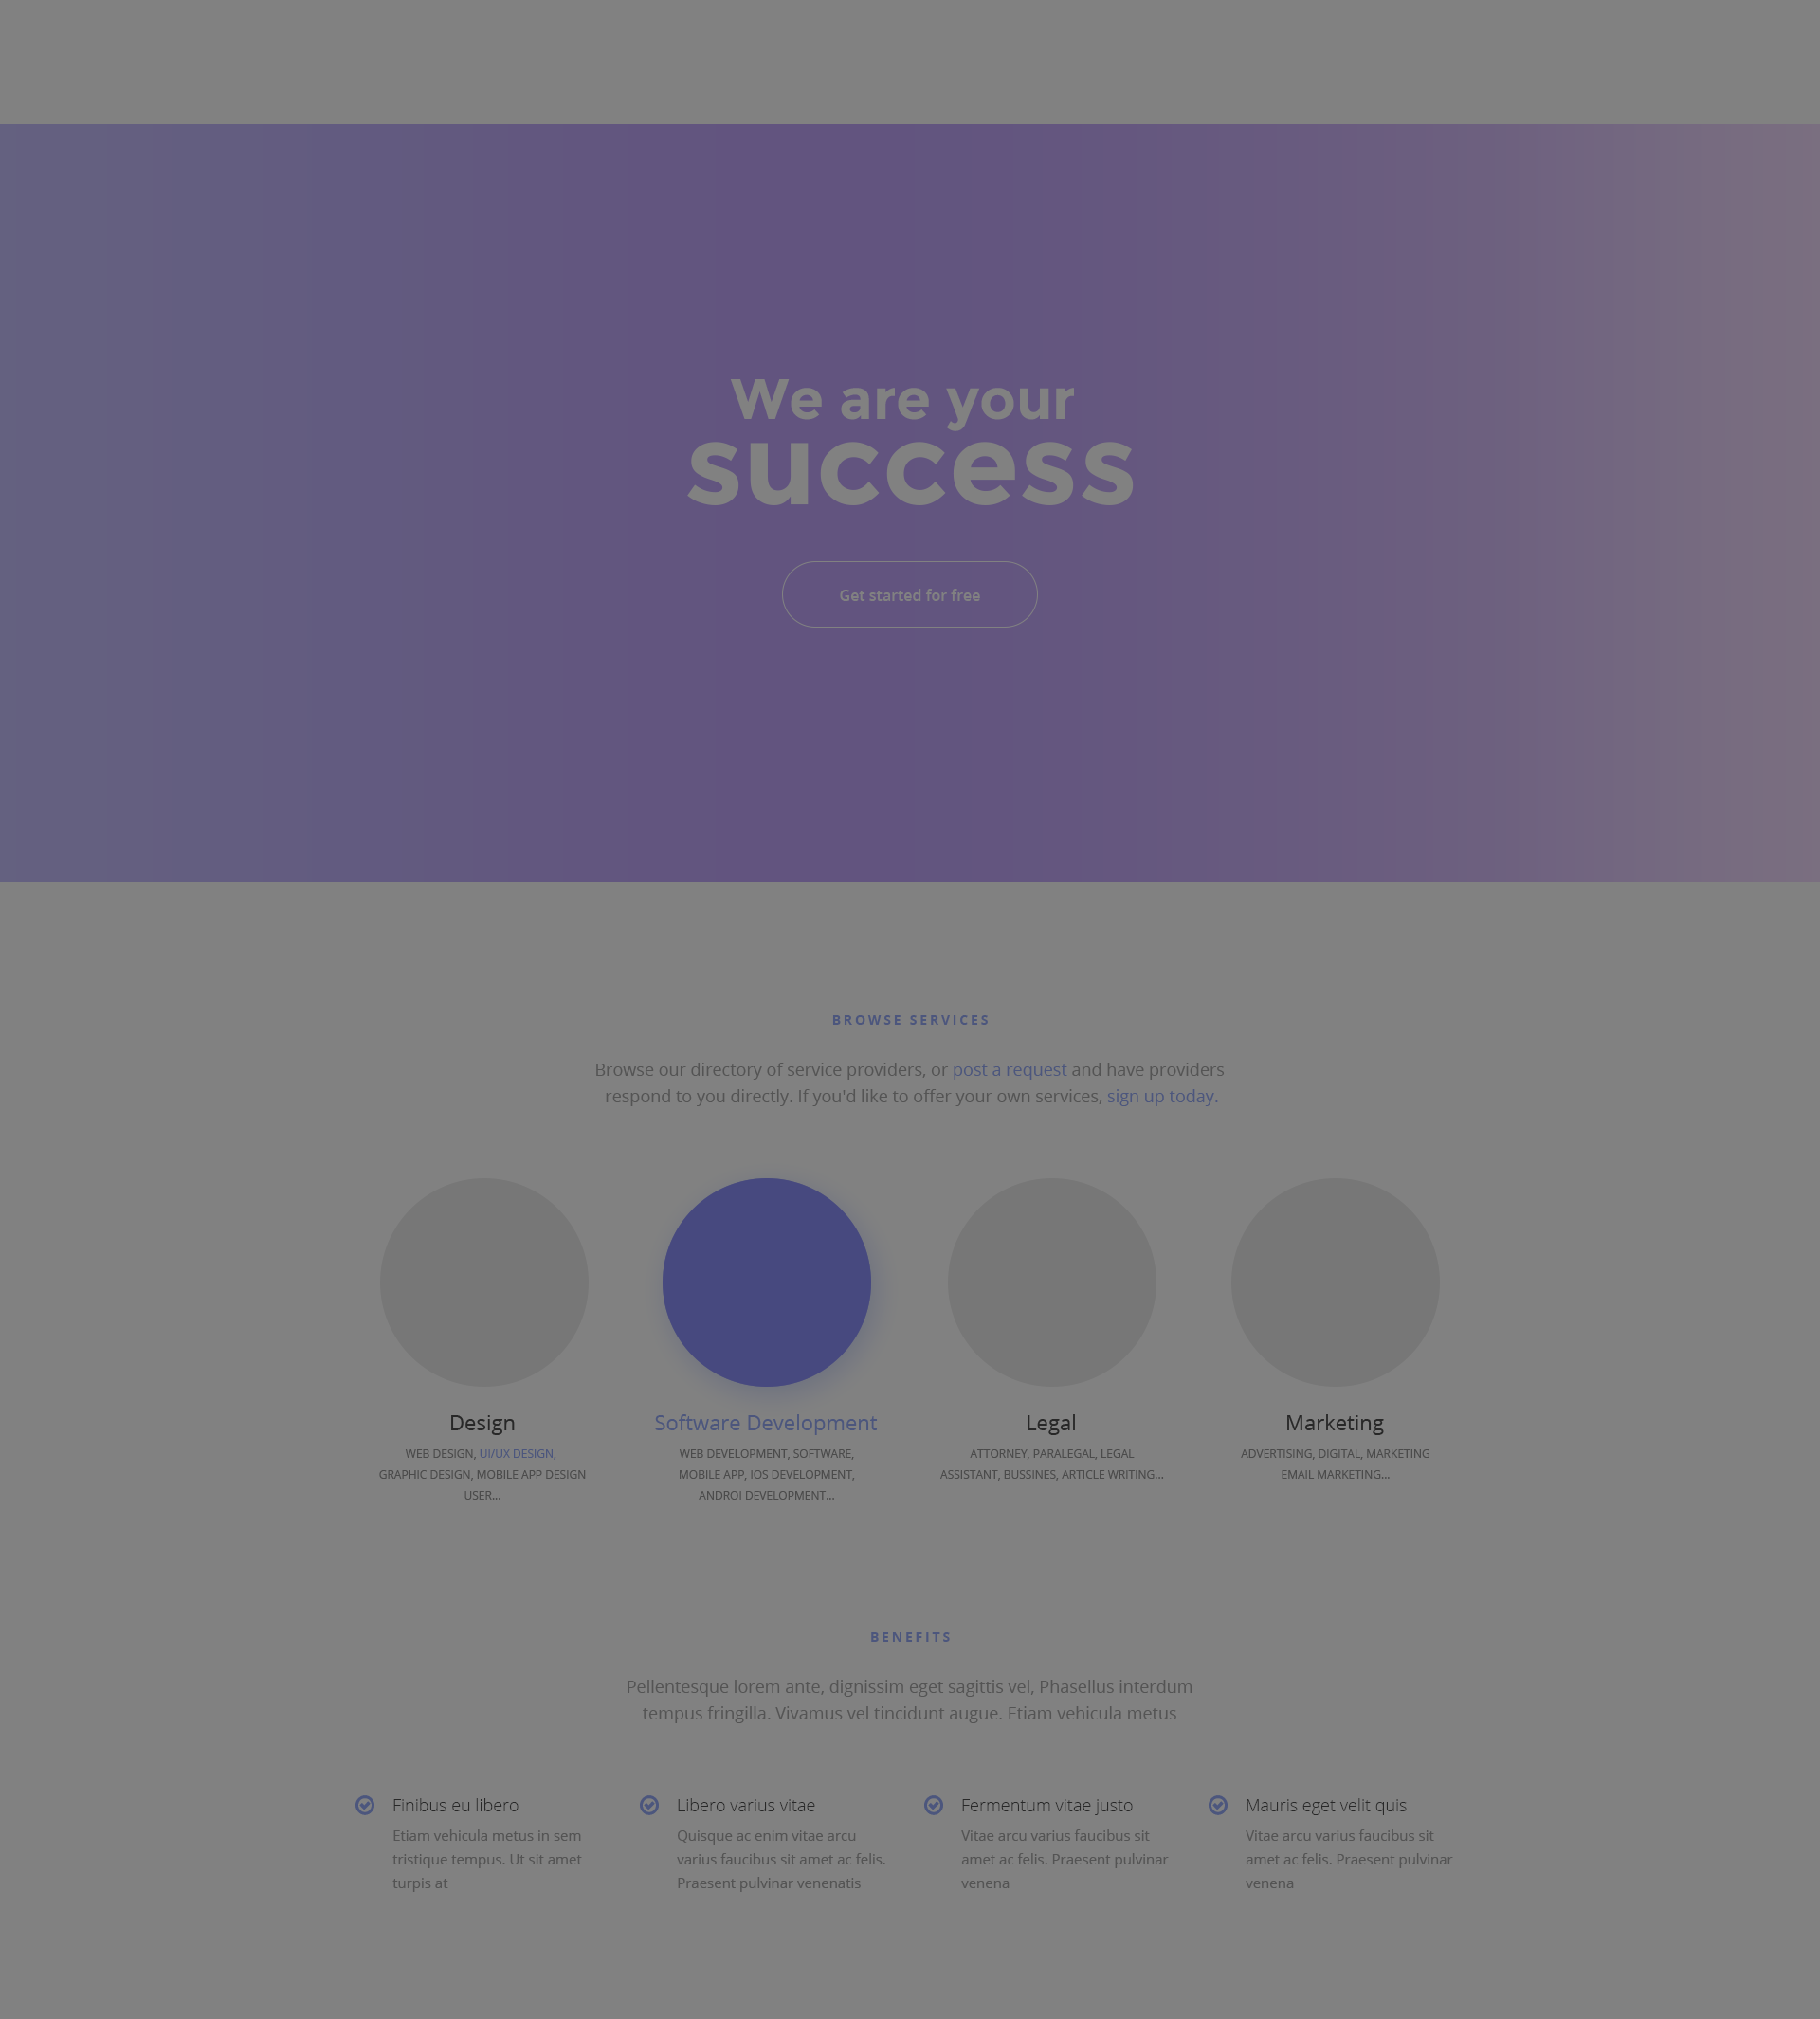 We are your
success
Get started for free
BROWSE SERVICES
Browse our directory of service providers, or post a request and have providers
respond to you directly. If you'd like to offer your own services, sign up today.
Design
WEB DESIGN, UI/UX DESIGN,
GRAPHIC DESIGN, MOBILE APP DESIGN
USER...
Software Development
WEB DEVELOPMENT, SOFTWARE,
MOBILE APP, IOS DEVELOPMENT,
ANDROI DEVELOPMENT...
Legal
ATTORNEY, PARALEGAL, LEGAL
ASSISTANT, BUSSINES, ARTICLE WRITING...
Marketing
ADVERTISING, DIGITAL, MARKETING
EMAIL MARKETING...
BENEFITS
Pellentesque lorem ante, dignissim eget sagittis vel, Phasellus interdum
tempus fringilla. Vivamus vel tincidunt augue. Etiam vehicula metus
Finibus eu libero
Etiam vehicula metus in sem
tristique tempus. Ut sit amet
turpis at
Libero varius vitae
Quisque ac enim vitae arcu
varius faucibus sit amet ac felis.
Praesent pulvinar venenatis
Fermentum vitae justo
Vitae arcu varius faucibus sit
amet ac felis. Praesent pulvinar
venena
Mauris eget velit quis
Vitae arcu varius faucibus sit
amet ac felis. Praesent pulvinar
venena